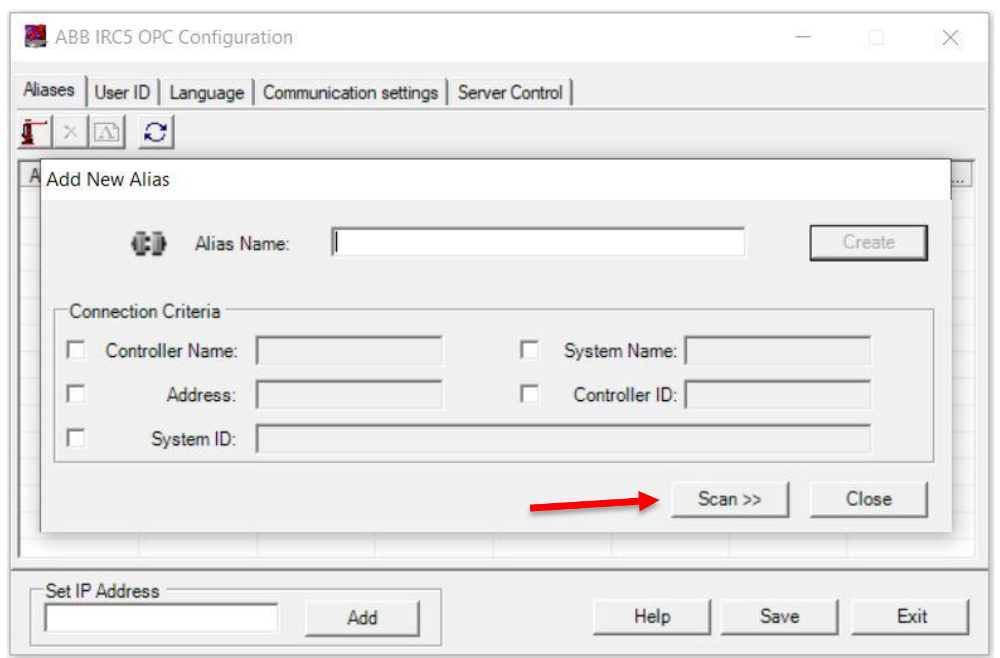 ABB IRC5 OPC Configuration
Aliases User ID Language Communication settings Server Control
A ...
Add New Alias
Alias Name: Create
Connection Criteria
Controller Name: System Name:
Address: Controller ID:
System ID:
Scan >> Close
Set IP Address
Add Help Save Exit